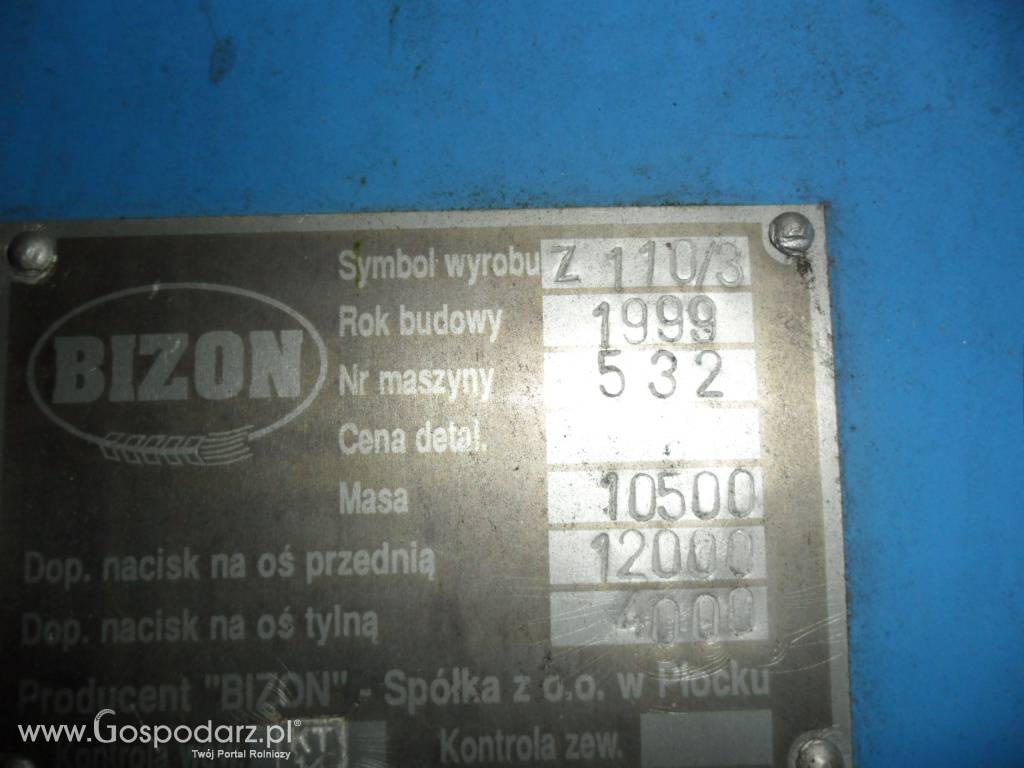 BIZON
Symbol wyrobu Z 110/3
Rok budowy 1999
Nr maszyny 532
Cena detal.
Masa 10500
Dop. nacisk na oś przednią 12000
Dop. nacisk na oś tylną 4000
Producent "BIZON" - Spółka z o.o. w Płocku
Kontrola KT Kontrola zew.
www.Gospodarz.pl®
Twój Portal Rolniczy